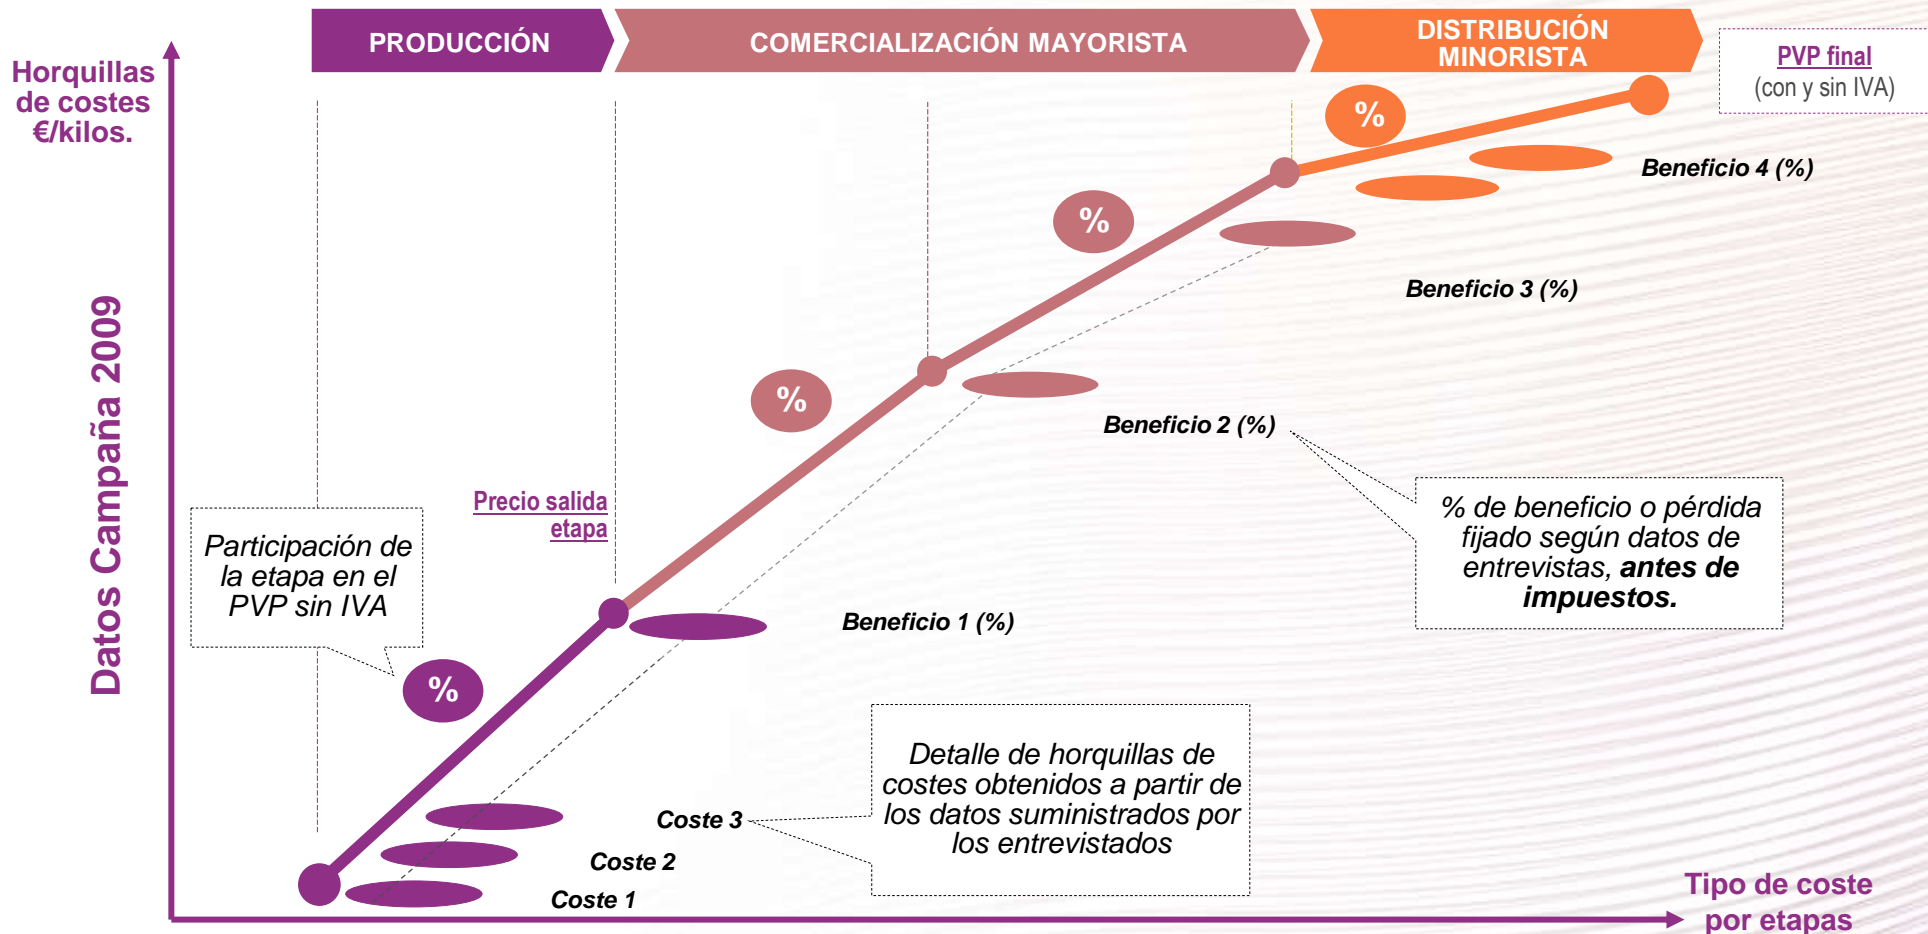 PRODUCCIÓN
COMERCIALIZACIÓN MAYORISTA
DISTRIBUCIÓN
MINORISTA
Horquillas
de costes
€/kilos.
PVP final
(con y sin IVA)
%
Beneficio 4 (%)
%
Beneficio 3 (%)
Datos Campaña 2009
%
Beneficio 2 (%)
Precio salida
etapa
% de beneficio o pérdida
fijado según datos de
entrevistas, antes de
impuestos.
Participación de
la etapa en el
PVP sin IVA
Beneficio 1 (%)
%
Detalle de horquillas de
costes obtenidos a partir de
los datos suministrados por
los entrevistados
Coste 3
Coste 2
Coste 1
Tipo de coste
por etapas